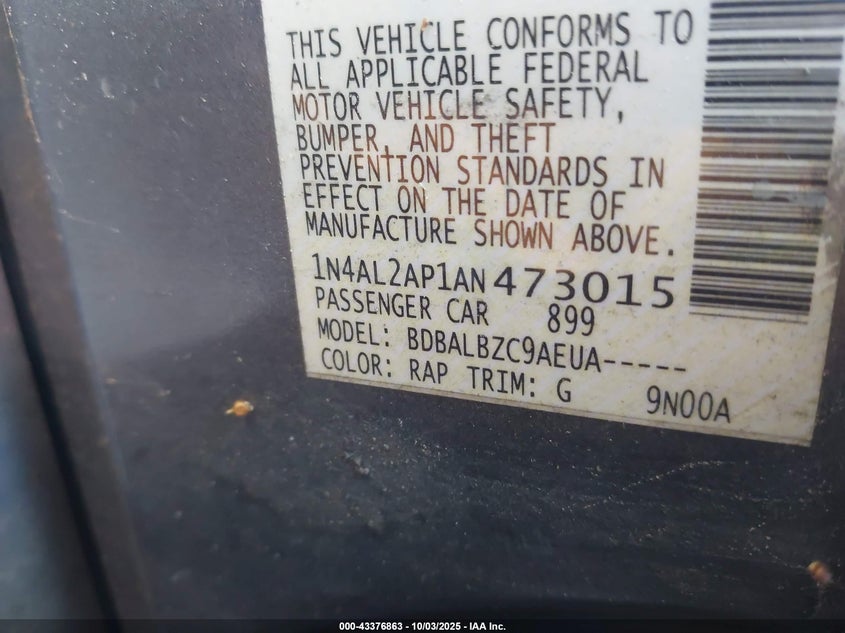 THIS VEHICLE CONFORMS TO
ALL APPLICABLE FEDERAL
MOTOR VEHICLE SAFETY,
BUMPER, AND THEFT
PREVENTION STANDARDS IN
EFFECT ON THE DATE OF
MANUFACTURE SHOWN ABOVE.
1N4AL2AP1AN473015
PASSENGER CAR 899
MODEL: BDBALBZC9AEUA-----
COLOR: RAP TRIM: G 9N00A
000-43376863 - 10/03/2025 - IAA Inc.